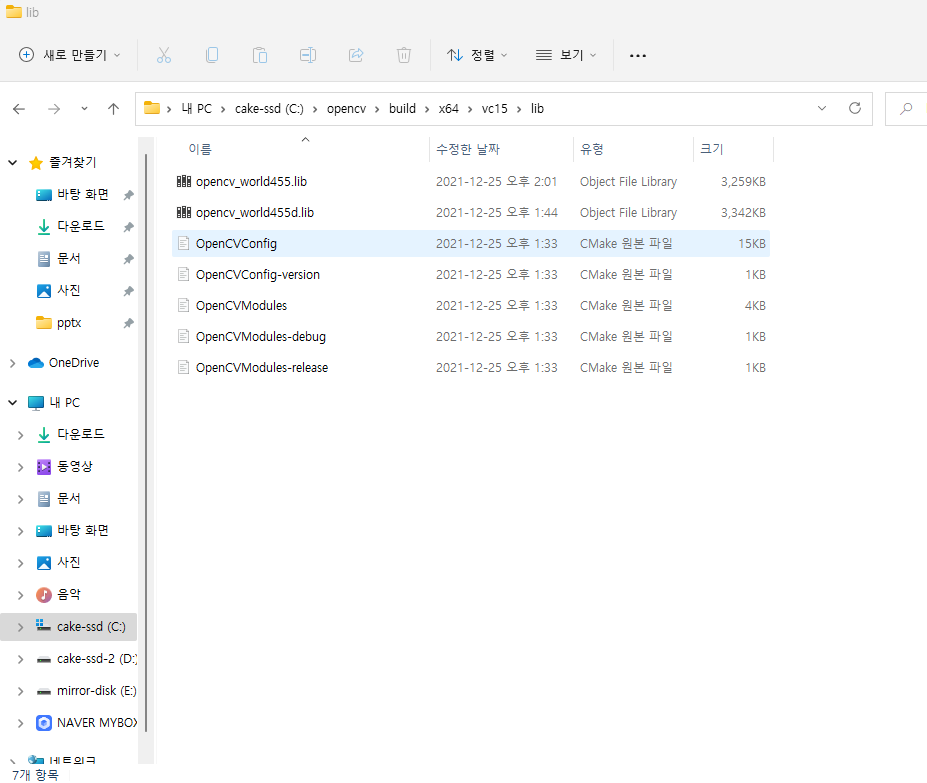 lib
새로 만들기
정렬
보기
내 PC > cake-ssd (C:) > opencv > build > x64 > vc15 > lib
이름 수정한 날짜 유형 크기
opencv_world455.lib 2021-12-25 오후 2:01 Object File Library 3,259KB
opencv_world455d.lib 2021-12-25 오후 1:44 Object File Library 3,342KB
OpenCVConfig 2021-12-25 오후 1:33 CMake 원본 파일 15KB
OpenCVConfig-version 2021-12-25 오후 1:33 CMake 원본 파일 1KB
OpenCVModules 2021-12-25 오후 1:33 CMake 원본 파일 4KB
OpenCVModules-debug 2021-12-25 오후 1:33 CMake 원본 파일 1KB
OpenCVModules-release 2021-12-25 오후 1:33 CMake 원본 파일 1KB
즐겨찾기
바탕 화면
다운로드
문서
사진
pptx
OneDrive
내 PC
다운로드
동영상
문서
바탕 화면
사진
음악
cake-ssd (C:)
cake-ssd-2 (D:)
mirror-disk (E:)
NAVER MYBOX
네트워크
7개 항목